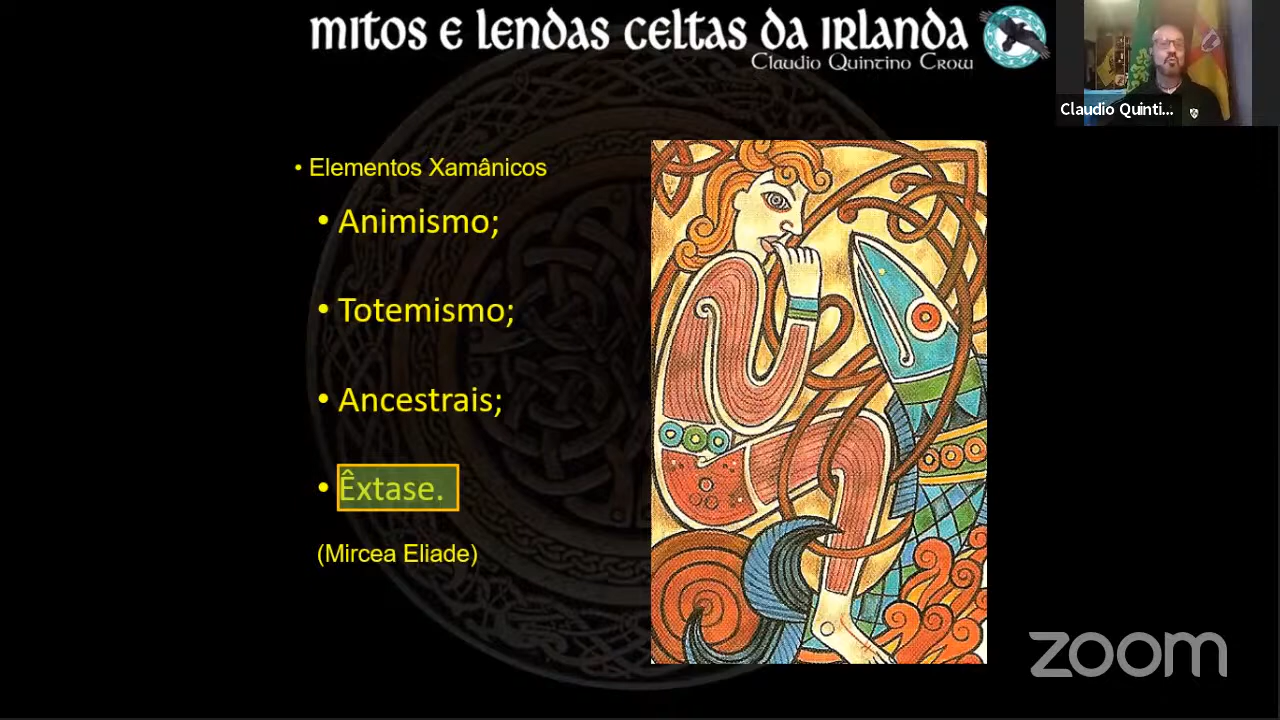 mitos e lendas celtas da irlanda
Claudio Quintino Crow
Claudio Quinti...
• Elementos Xamânicos
• Animismo;
• Totemismo;
• Ancestrais;
• Êxtase.
(Mircea Eliade)
zoom